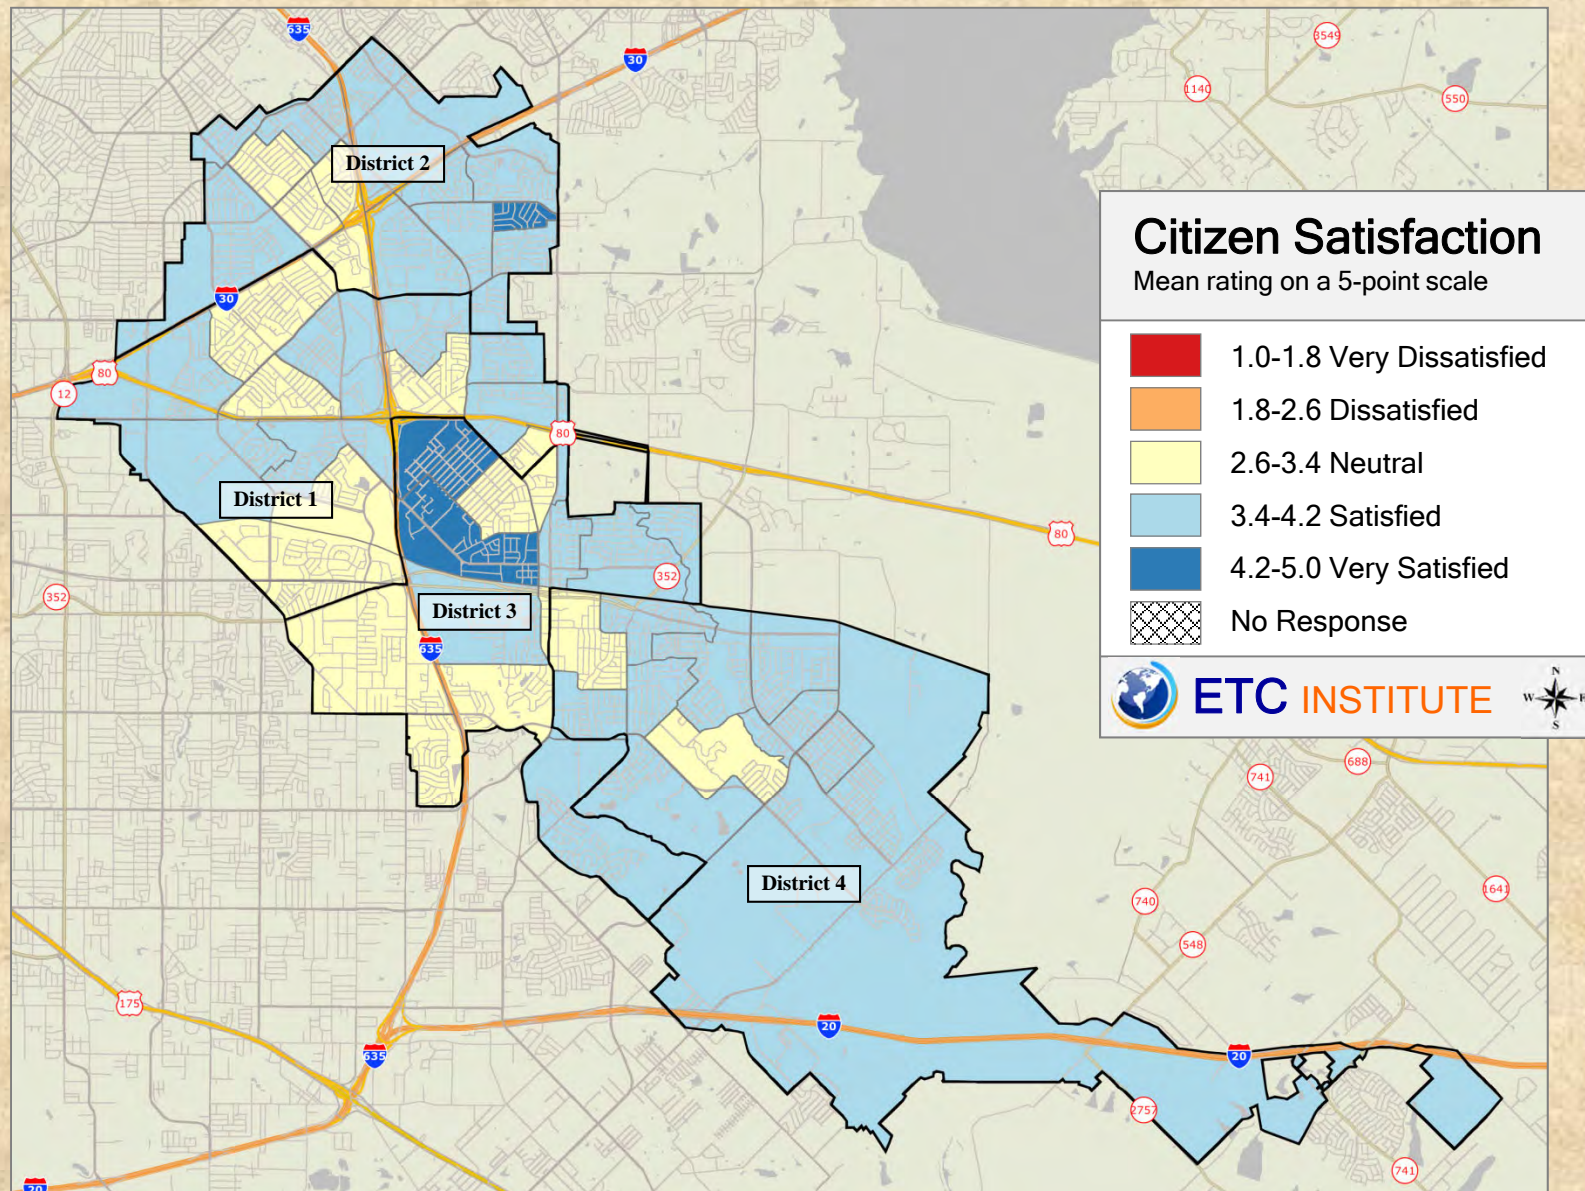 635
30
3549
1140
550
District 2
30
80
12
80
District 1
352
352
District 3
635
80
District 4
175
635
20
20
20
2757
741
740
548
741
688
1641
Citizen Satisfaction
Mean rating on a 5-point scale
1.0-1.8 Very Dissatisfied
1.8-2.6 Dissatisfied
2.6-3.4 Neutral
3.4-4.2 Satisfied
4.2-5.0 Very Satisfied
No Response
ETC INSTITUTE
N
W E
S